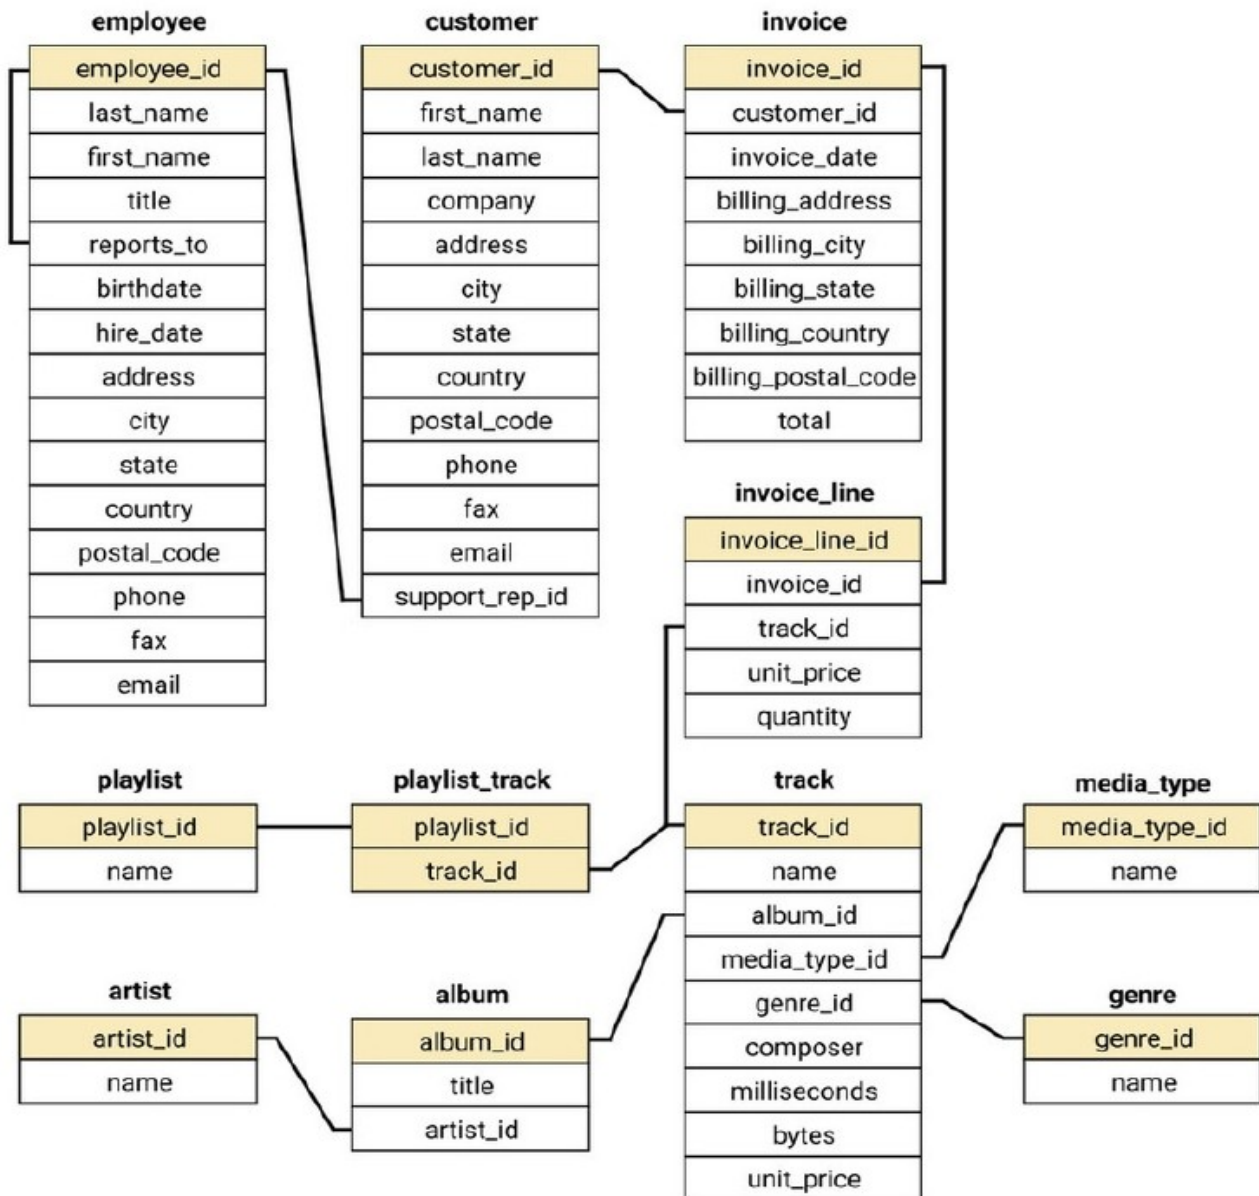 employee
employee_id
last_name
first_name
title
reports_to
birthdate
hire_date
address
city
state
country
postal_code
phone
fax
email
customer
customer_id
first_name
last_name
company
address
city
state
country
postal_code
phone
fax
email
support_rep_id
invoice
invoice_id
customer_id
invoice_date
billing_address
billing_city
billing_state
billing_country
billing_postal_code
total
invoice_line
invoice_line_id
invoice_id
track_id
unit_price
quantity
playlist
playlist_id
name
playlist_track
playlist_id
track_id
track
track_id
name
album_id
media_type_id
genre_id
composer
milliseconds
bytes
unit_price
media_type
media_type_id
name
artist
artist_id
name
album
album_id
title
artist_id
genre
genre_id
name